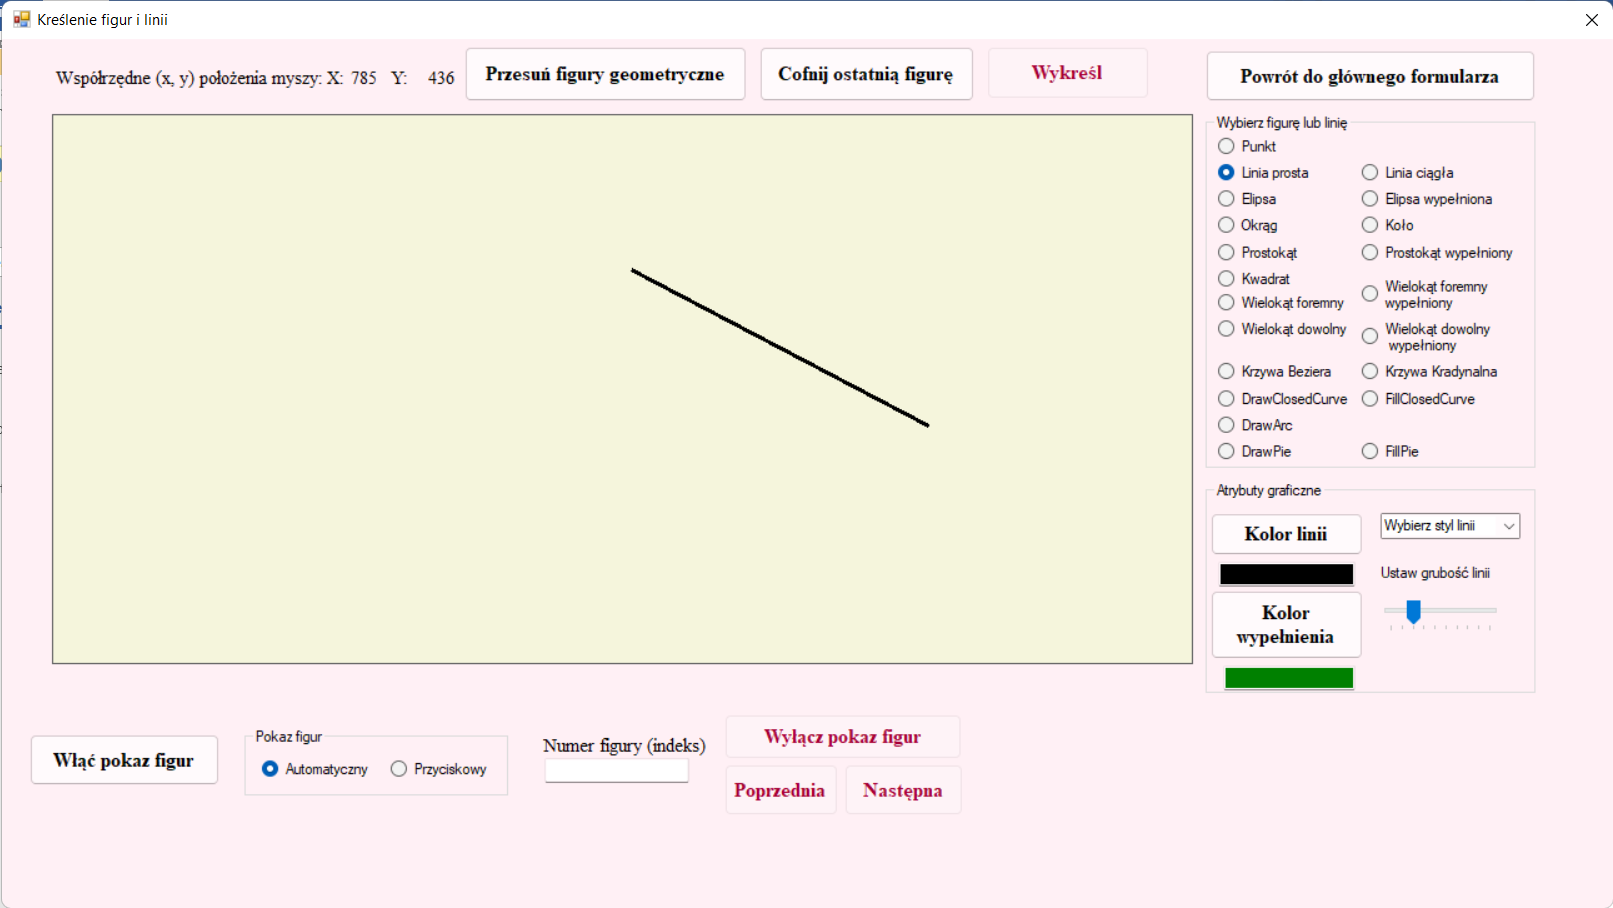 Kreślenie figur i linii
Współrzędne (x, y) położenia myszy: X: 785 Y: 436
Przesuń figury geometryczne
Cofnij ostatnią figurę
Wykreśl
Powrót do głównego formularza
Wybierz figurę lub linię
Punkt
Linia prosta
Linia ciągła
Elipsa
Elipsa wypełniona
Okrąg
Koło
Prostokąt
Prostokąt wypełniony
Kwadrat
Wielokąt foremny
Wielokąt foremny
wypełniony
Wielokąt dowolny
Wielokąt dowolny
wypełniony
Krzywa Beziera
Krzywa Kradynalna
DrawClosedCurve
FillClosedCurve
DrawArc
DrawPie
FillPie
Atrybuty graficzne
Kolor linii
Wybierz styl linii
Ustaw grubość linii
Kolor
wypełnienia
Włąć pokaz figur
Pokaz figur
Automatyczny
Przyciskowy
Numer figury (indeks)
Wyłącz pokaz figur
Poprzednia
Następna